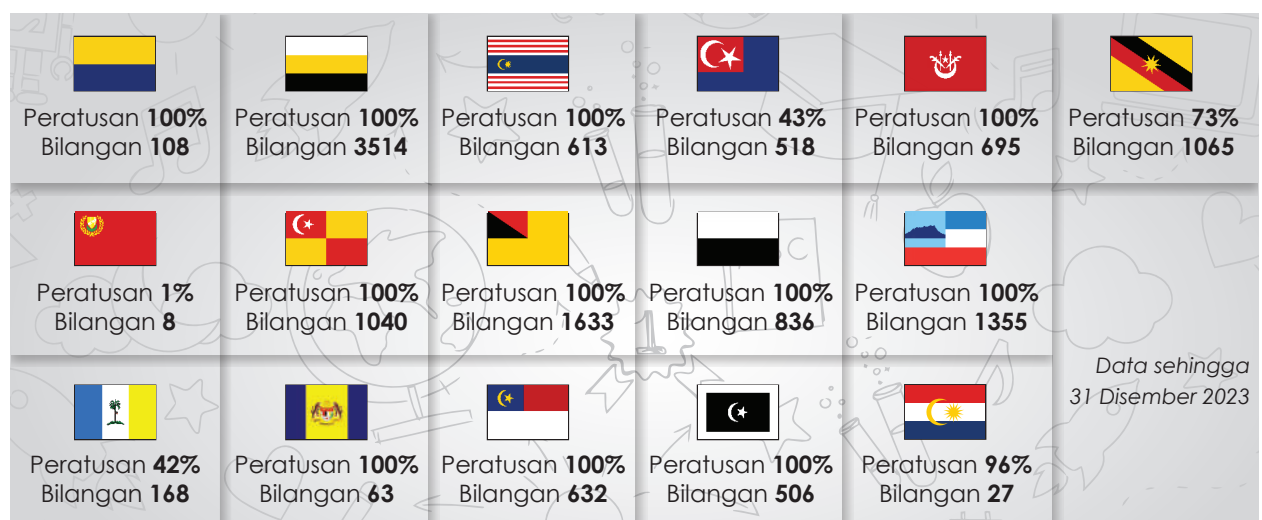 Peratusan 100%
Bilangan 108
Peratusan 100%
Bilangan 3514
Peratusan 100%
Bilangan 613
Peratusan 43%
Bilangan 518
Peratusan 100%
Bilangan 695
Peratusan 73%
Bilangan 1065
Peratusan 1%
Bilangan 8
Peratusan 100%
Bilangan 1040
Peratusan 100%
Bilangan 1633
Peratusan 100%
Bilangan 836
Peratusan 100%
Bilangan 1355
Data sehingga
31 Disember 2023
Peratusan 42%
Bilangan 168
Peratusan 100%
Bilangan 63
Peratusan 100%
Bilangan 632
Peratusan 100%
Bilangan 506
Peratusan 96%
Bilangan 27